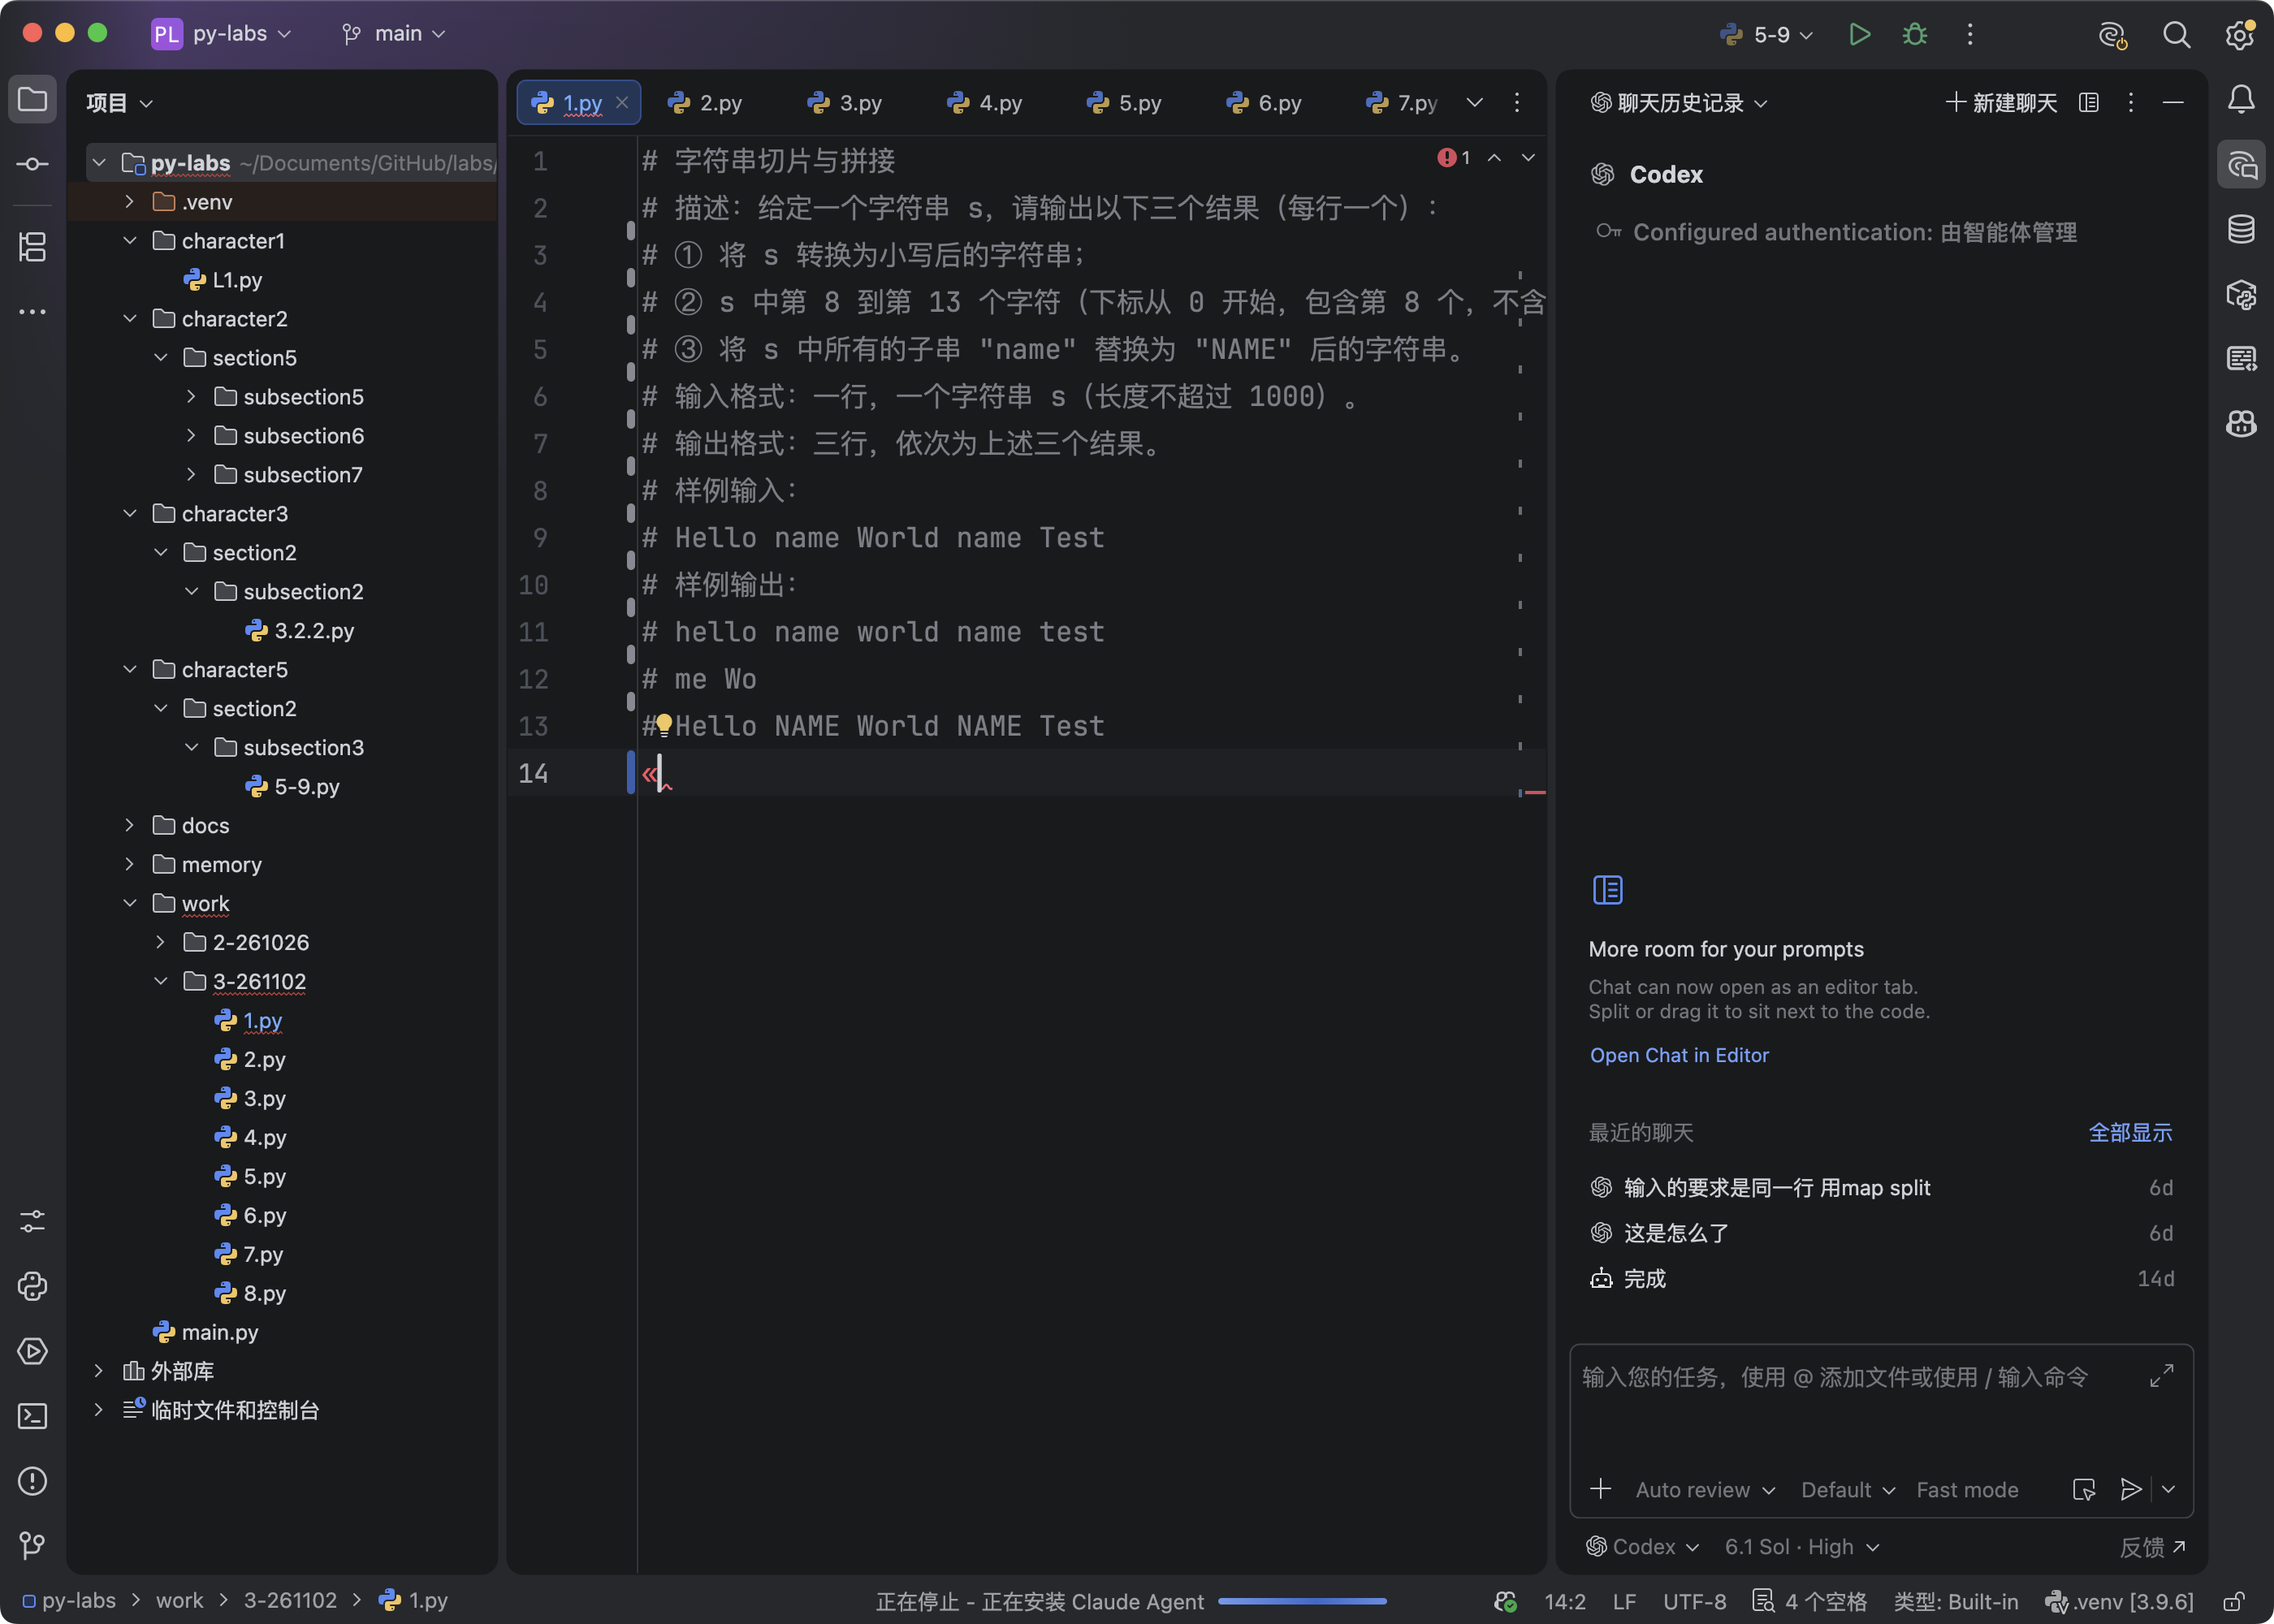 PL py-labs main 5-9
项目
py-labs ~/Documents/GitHub/labs/
.venv
character1
L1.py
character2
section5
subsection5
subsection6
subsection7
character3
section2
subsection2
3.2.2.py
character5
section2
subsection3
5-9.py
docs
memory
work
2-261026
3-261102
1.py
2.py
3.py
4.py
5.py
6.py
7.py
8.py
main.py
外部库
临时文件和控制台
1.py 2.py 3.py 4.py 5.py 6.py 7.py
1
1 # 字符串切片与拼接
2 # 描述：给定一个字符串 s，请输出以下三个结果（每行一个）：
3 # ① 将 s 转换为小写后的字符串；
4 # ② s 中第 8 到第 13 个字符（下标从 0 开始，包含第 8 个，不含
5 # ③ 将 s 中所有的子串 "name" 替换为 "NAME" 后的字符串。
6 # 输入格式：一行，一个字符串 s（长度不超过 1000）。
7 # 输出格式：三行，依次为上述三个结果。
8 # 样例输入：
9 # Hello name World name Test
10 # 样例输出：
11 # hello name world name test
12 # me Wo
13 # Hello NAME World NAME Test
14 «
聊天历史记录 新建聊天
Codex
Configured authentication: 由智能体管理
More room for your prompts
Chat can now open as an editor tab.
Split or drag it to sit next to the code.
Open Chat in Editor
最近的聊天 全部显示
输入的要求是同一行 用map split 6d
这是怎么了 6d
完成 14d
输入您的任务，使用 @ 添加文件或使用 / 输入命令
Auto review Default Fast mode
Codex 6.1 Sol · High 反馈
py-labs work 3-261102 1.py 正在停止 - 正在安装 Claude Agent 14:2 LF UTF-8 4 个空格 类型: Built-in .venv [3.9.6]